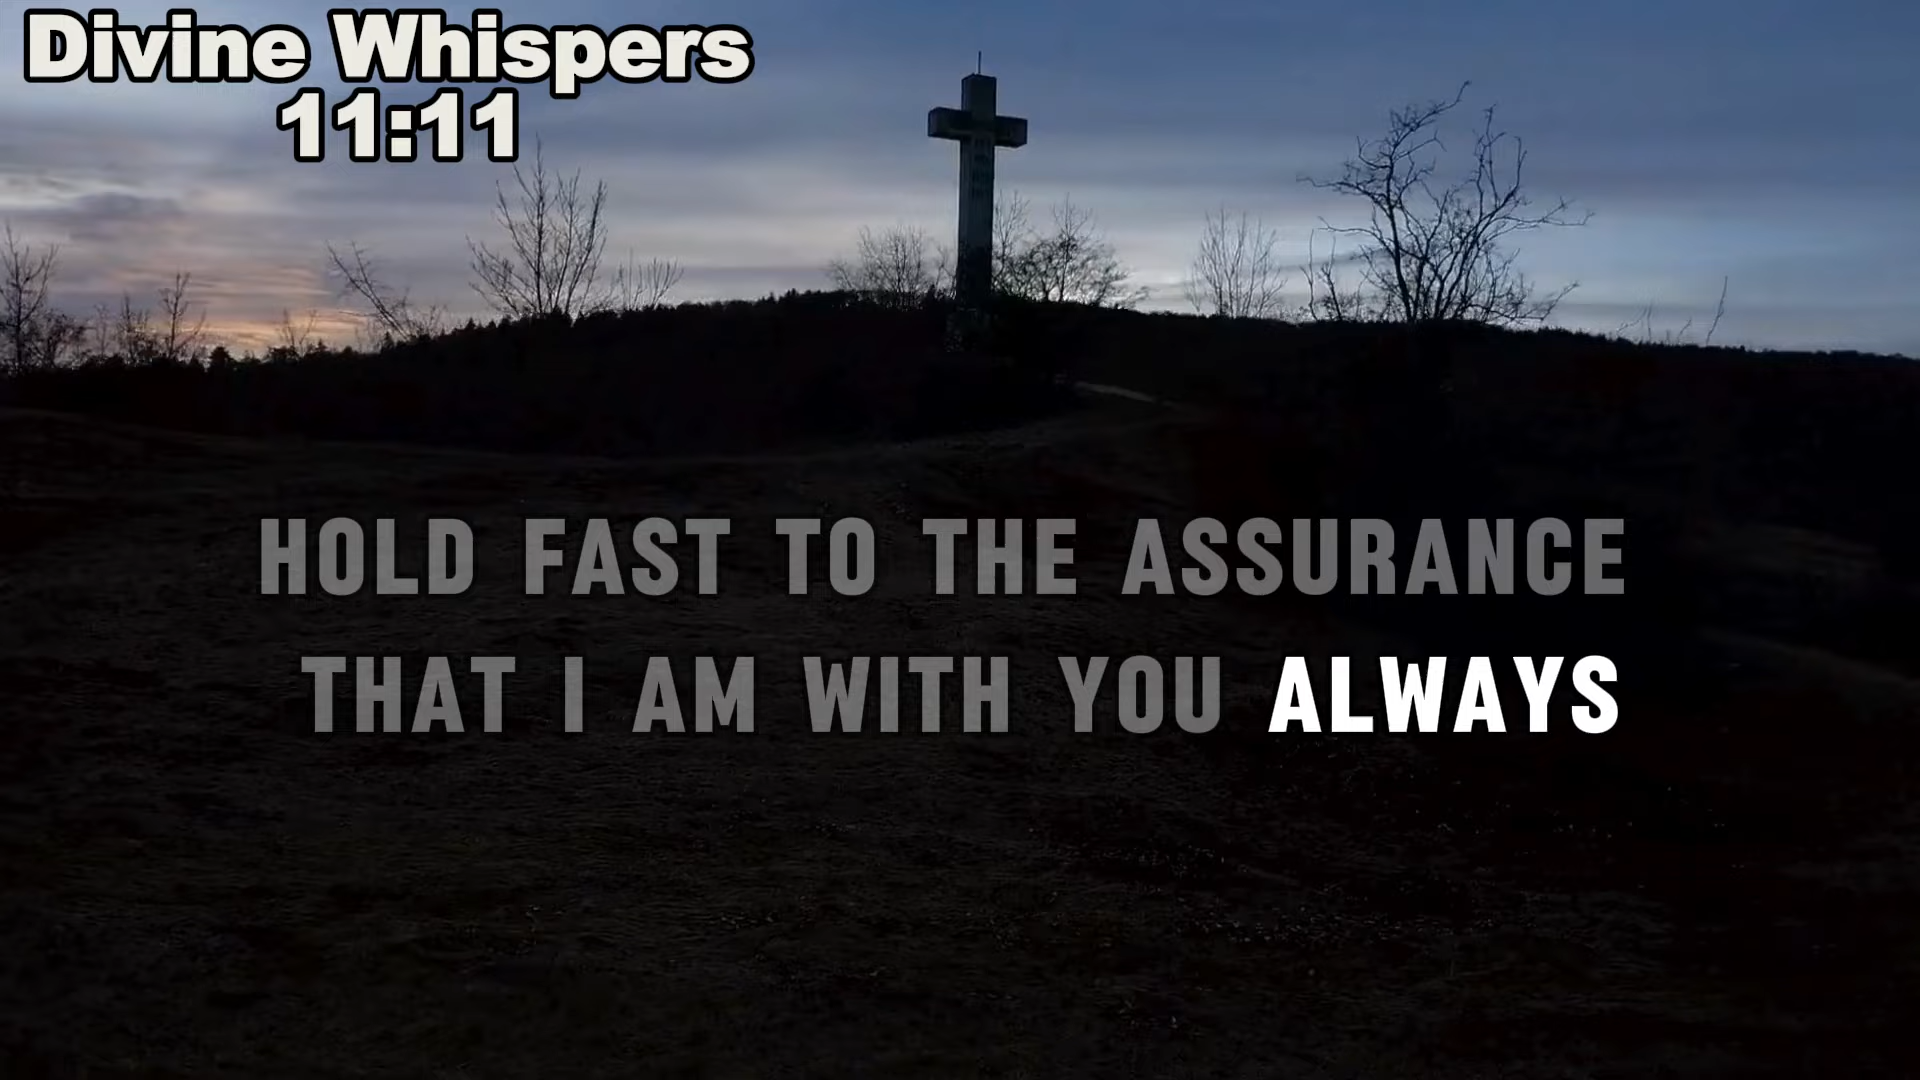 Divine Whispers
11:11
HOLD FAST TO THE ASSURANCE
THAT I AM WITH YOU ALWAYS